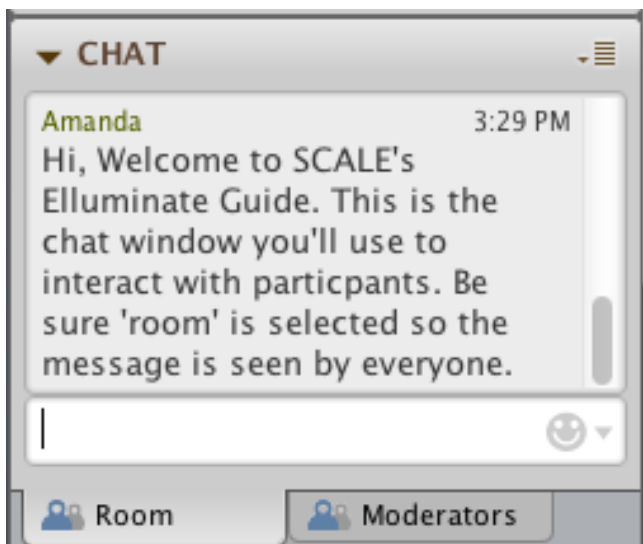 CHAT
Amanda 3:29 PM
Hi, Welcome to SCALE's
Elluminate Guide. This is the
chat window you'll use to
interact with particpants. Be
sure 'room' is selected so the
message is seen by everyone.
Room Moderators